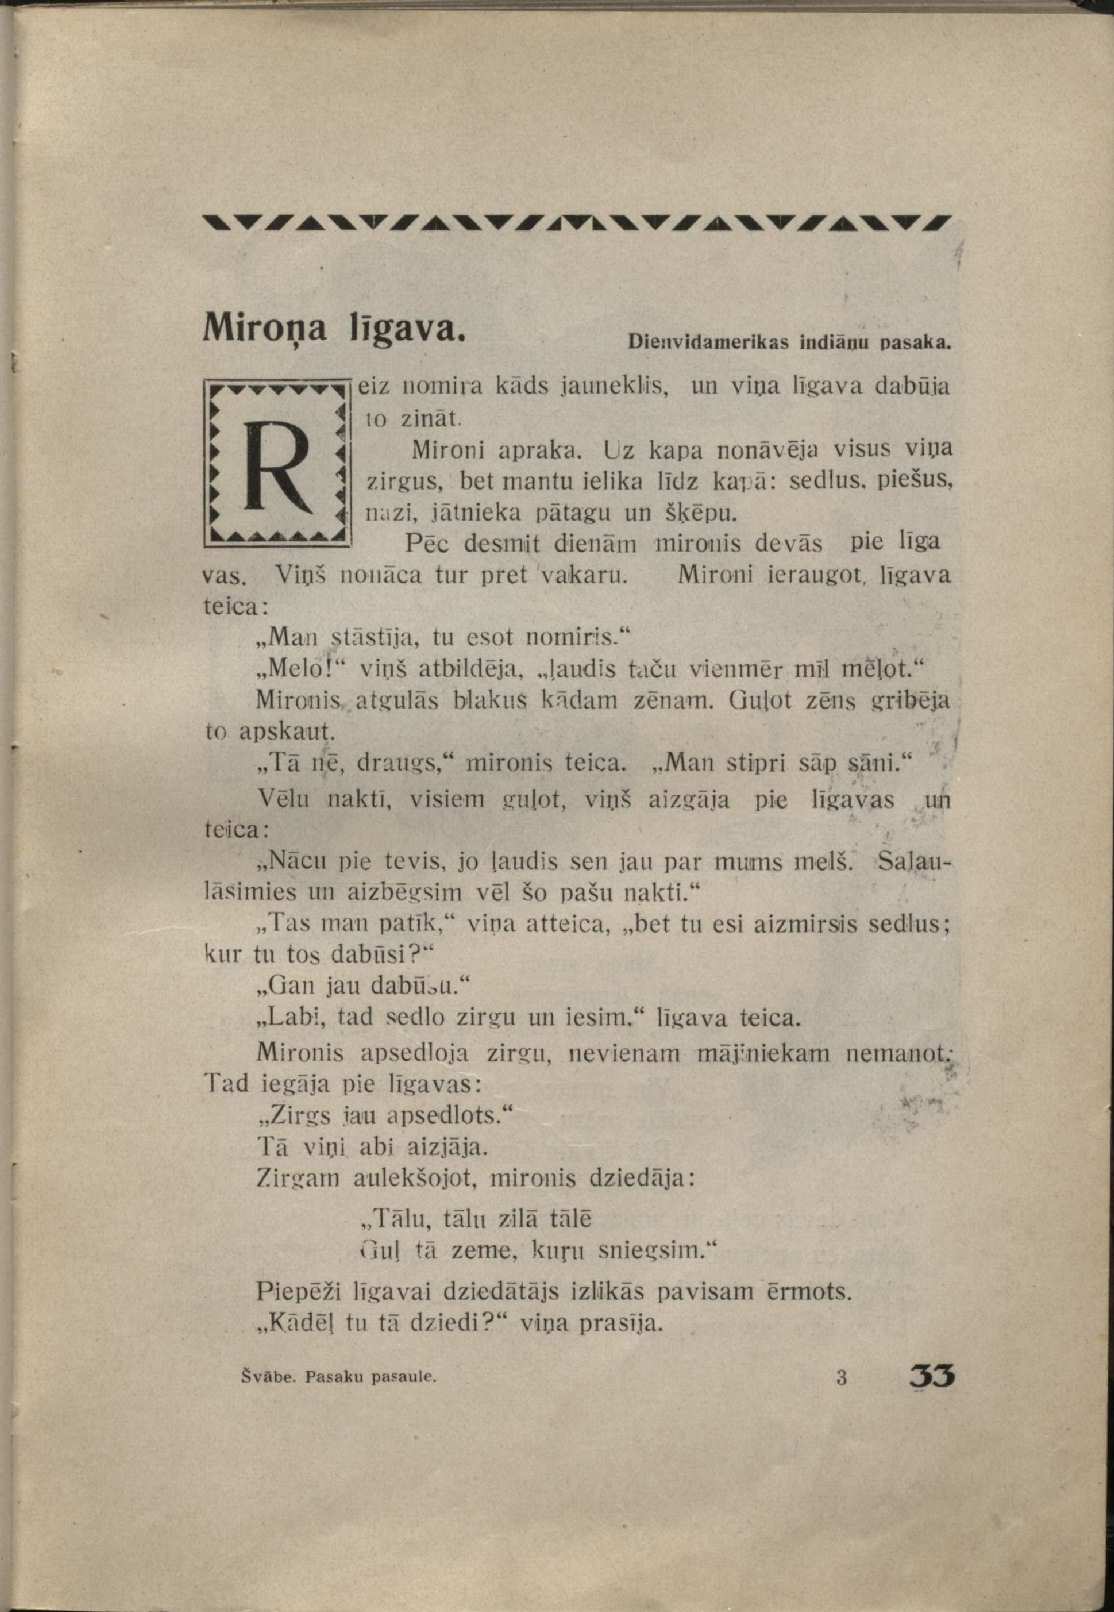 Miroņa līgava.
Dienvidamerikas indiāņu pasaka.
Reiz nomira kāds jauneklis, un viņa līgava dabūja
to zināt.
Mironi apraka. Uz kapa nonāvēja visus viņa
zirgus, bet mantu ielika līdz kapā: sedlus, piešus,
nazi, jātnieka pātagu un šķēpu.
Pēc desmit dienām mironis devās pie līga
vas. Viņš nonāca tur pret vakaru. Mironi ieraugot, līgava
teica:
„Man stāstīja, tu esot nomiris.“
„Melo!“ viņš atbildēja, „ļaudis taču vienmēr mīl mēļot.“
Mironis atgulās blakus kādam zēnam. Guļot zēns gribēja
to apskaut.
„Tā nē, draugs,“ mironis teica. „Man stipri sāp sāni.“
Vēlu naktī, visiem guļot, viņš aizgāja pie līgavas un
teica:
„Nācu pie tevis, jo ļaudis sen jau par mums melš. Saļau-
lāsimies un aizbēgsim vēl šo pašu nakti.“
„Tas man patīk,“ viņa atteica, „bet tu esi aizmirsis sedlus;
kur tu tos dabūsi?“
„Gan jau dabūšu.“
„Labi, tad sedlo zirgu un iesim,“ līgava teica.
Mironis apsedloja zirgu, nevienam mājiniekam nemanot.
Tad iegāja pie līgavas:
„Zirgs jau apsedlots.“
Tā viņi abi aizjāja.
Zirgam aulekšojot, mironis dziedāja:
„Tālu, tālu zilā tālē
Guļ tā zeme, kuŗu sniegsim.“
Piepēži līgavai dziedātājs izlikās pavisam ērmots.
„Kādēļ tu tā dziedi?“ viņa prasīja.
Švābe. Pasaku pasaule.
3
33